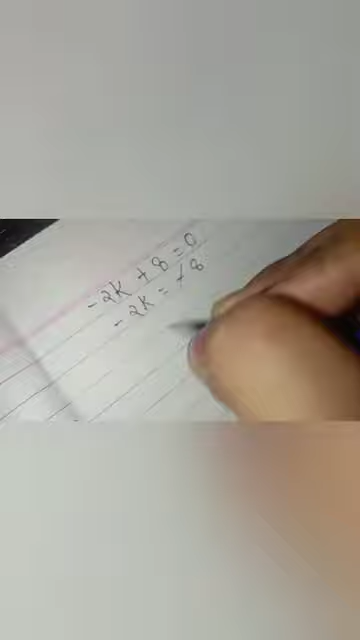 -2K + 8 = 0
-2K = -8